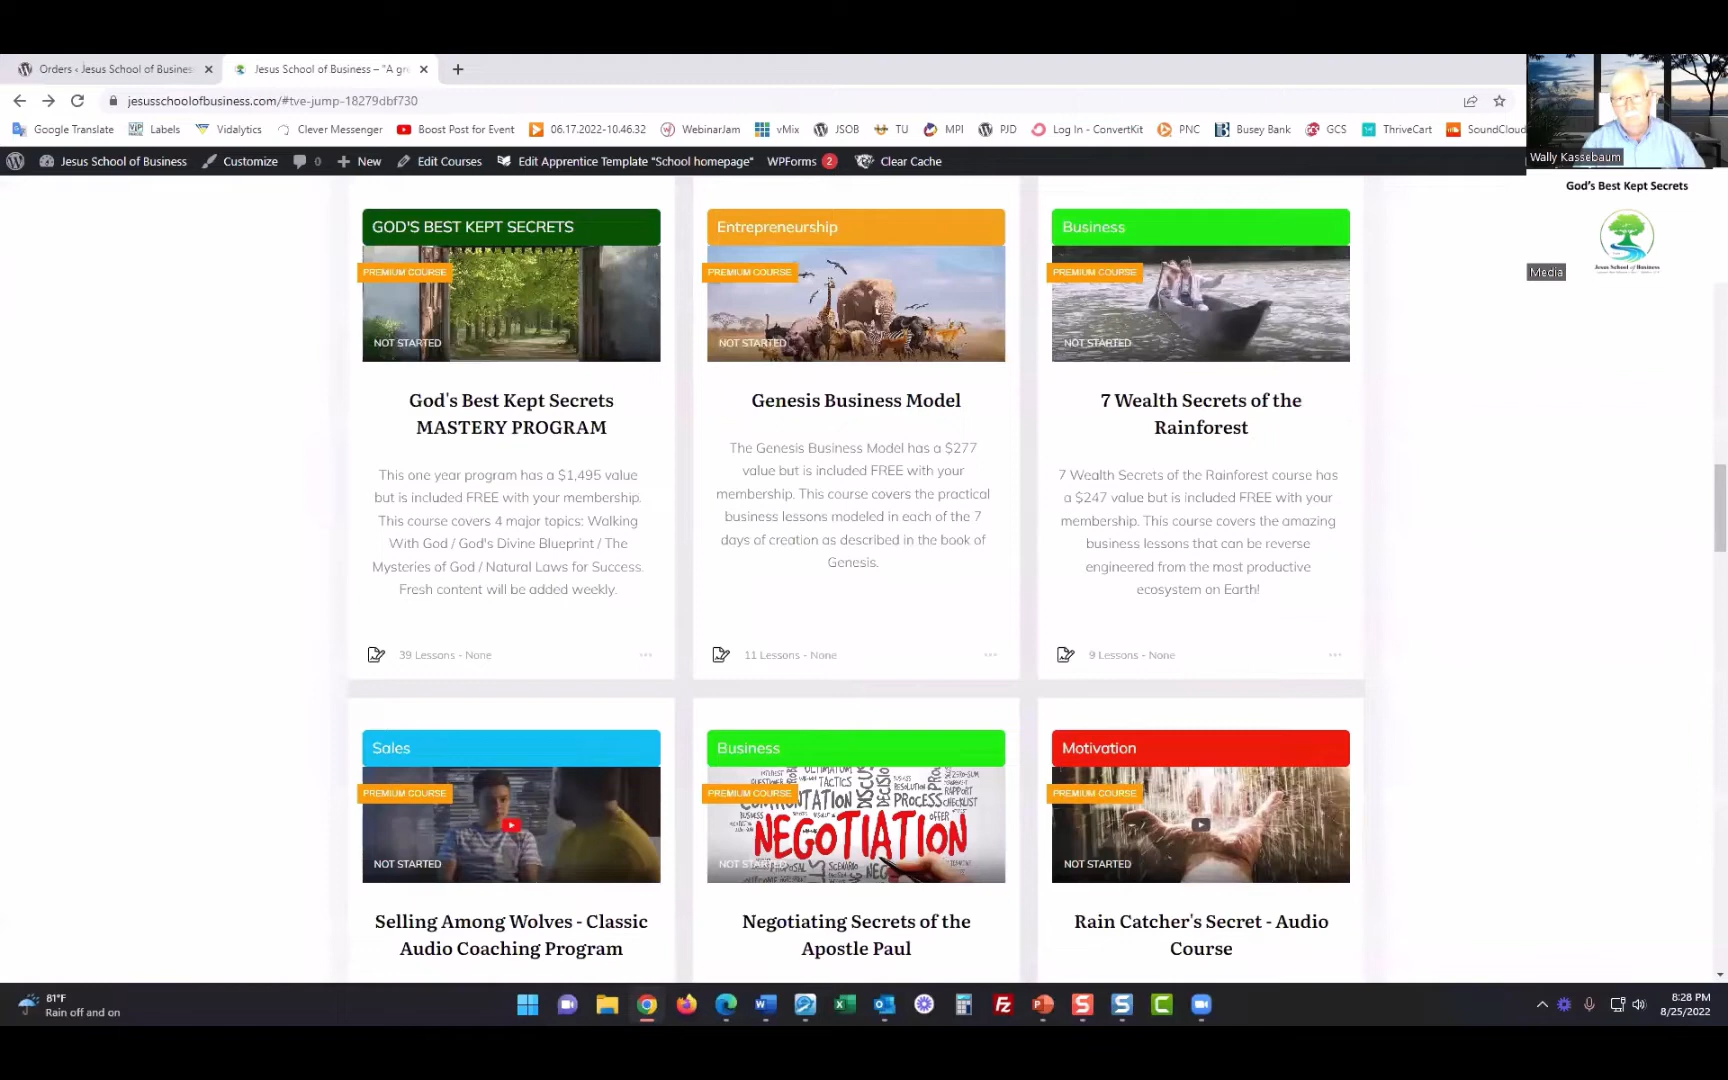 Orders ‹ Jesus School of Busines
Jesus School of Business – "A gre
jesusschoolofbusiness.com/#tve-jump-18279dbf730
Google Translate
Labels
Vidalytics
Clever Messenger
Boost Post for Event
06.17.2022-10.46.32
WebinarJam
vMix
JSOB
TU
MPI
PJD
Log In - ConvertKit
PNC
Busey Bank
GCS
ThriveCart
SoundCloud
Jesus School of Business
Customize
0
New
Edit Courses
Edit Apprentice Template "School homepage"
WPForms 2
Clear Cache
Wally Kassebaum
God's Best Kept Secrets
Jesus School of Business
Media
GOD'S BEST KEPT SECRETS
PREMIUM COURSE
NOT STARTED
God's Best Kept Secrets
MASTERY PROGRAM
This one year program has a $1,495 value
but is included FREE with your membership.
This course covers 4 major topics: Walking
With God / God's Divine Blueprint / The
Mysteries of God / Natural Laws for Success.
Fresh content will be added weekly.
39 Lessons - None
Entrepreneurship
PREMIUM COURSE
NOT STARTED
Genesis Business Model
The Genesis Business Model has a $277
value but is included FREE with your
membership. This course covers the practical
business lessons modeled in each of the 7
days of creation as described in the book of
Genesis.
11 Lessons - None
Business
PREMIUM COURSE
NOT STARTED
7 Wealth Secrets of the
Rainforest
7 Wealth Secrets of the Rainforest course has
a $247 value but is included FREE with your
membership. This course covers the amazing
business lessons that can be reverse
engineered from the most productive
ecosystem on Earth!
9 Lessons - None
Sales
PREMIUM COURSE
NOT STARTED
Selling Among Wolves - Classic
Audio Coaching Program
Business
PREMIUM COURSE
TACTICS
PROCESS
RAPPORT
CHECKLIST
OFFER
NEGOTIATION
NOT STARTED
Negotiating Secrets of the
Apostle Paul
Motivation
PREMIUM COURSE
NOT STARTED
Rain Catcher's Secret - Audio
Course
81°F
Rain off and on
8:28 PM
8/25/2022